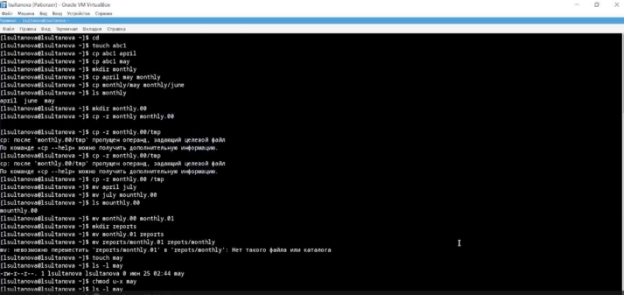 lsultanova [Работает] - Oracle VM VirtualBox
Файл Машина Вид Ввод Устройства Справка
Файл Правка Вид Терминал Вкладки Справка
[lsultanova@lsultanova ~]$ cd
[lsultanova@lsultanova ~]$ touch abc1
[lsultanova@lsultanova ~]$ cp abc1 april
[lsultanova@lsultanova ~]$ cp abc1 may
[lsultanova@lsultanova ~]$ mkdir monthly
[lsultanova@lsultanova ~]$ cp april may monthly
[lsultanova@lsultanova ~]$ cp monthly/may monthly/june
[lsultanova@lsultanova ~]$ ls monthly
april june may
[lsultanova@lsultanova ~]$ mkdir monthly.00
[lsultanova@lsultanova ~]$ cp -r monthly monthly.00
[lsultanova@lsultanova ~]$ cp -r monthly.00/tmp
cp: после 'monthly.00/tmp' пропущен операнд, задающий целевой файл
По команде «cp --help» можно получить дополнительную информацию.
[lsultanova@lsultanova ~]$ cp -r monthly.00/tmp
cp: после 'monthly.00/tmp' пропущен операнд, задающий целевой файл
По команде «cp --help» можно получить дополнительную информацию.
[lsultanova@lsultanova ~]$ cp -r monthly.00 /tmp
[lsultanova@lsultanova ~]$ mv april july
[lsultanova@lsultanova ~]$ mv july mounthly.00
[lsultanova@lsultanova ~]$ ls mounthly.00
mounthly.00
[lsultanova@lsultanova ~]$ mv monthly.00 monthly.01
[lsultanova@lsultanova ~]$ mkdir reports
[lsultanova@lsultanova ~]$ mv monthly.01 reports
[lsultanova@lsultanova ~]$ mv reports/monthly.01 repots/monthly
mv: невозможно переместить 'reports/monthly.01' в 'repots/monthly': Нет такого файла или каталога
[lsultanova@lsultanova ~]$ touch may
[lsultanova@lsultanova ~]$ ls -l may
-rw-r--r--. 1 lsultanova lsultanova 0 июн 25 02:44 may
[lsultanova@lsultanova ~]$ chmod u-x may
[lsultanova@lsultanova ~]$ ls -l may